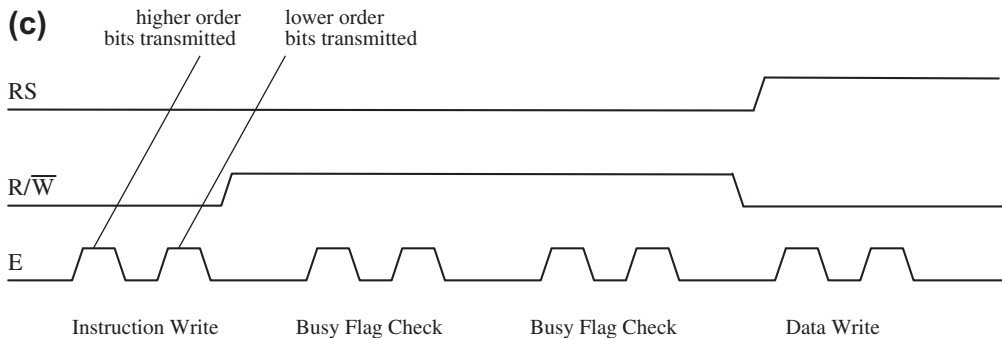 (c)
higher order
bits transmitted
lower order
bits transmitted
RS
R/W̅
E
Instruction Write
Busy Flag Check
Busy Flag Check
Data Write